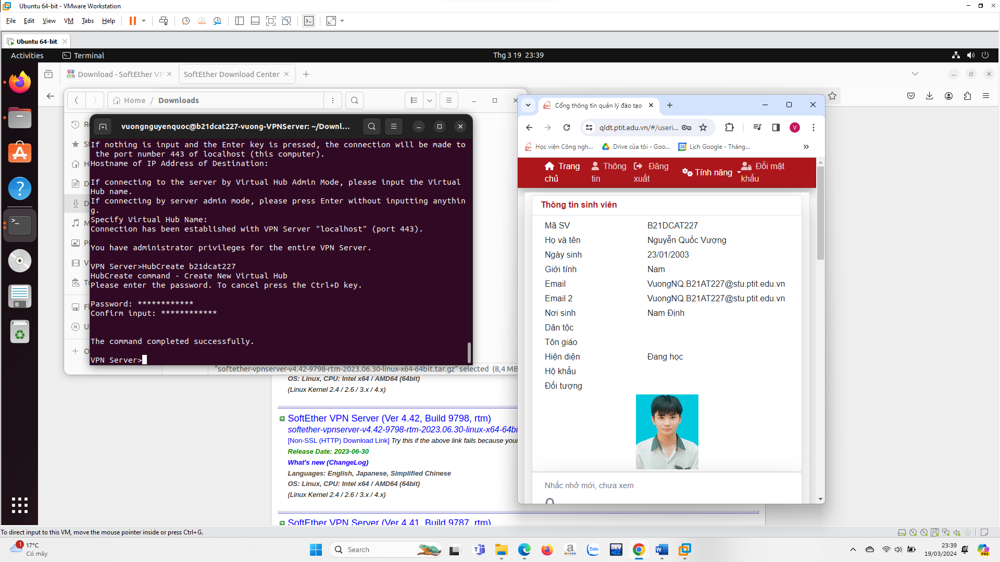 Ubuntu 64-bit - VMware Workstation
File Edit View VM Tabs Help
Ubuntu 64-bit
Activities Terminal Thg 3 19 23:39
Download - SoftEther VP
SoftEther Download Center
Home / Downloads
vuongnguyenquoc@b21dcat227-vuong-VPNServer: ~/Downl...
If nothing is input and the Enter key is pressed, the connection will be made to
the port number 443 of localhost (this computer).
Hostname of IP Address of Destination:
If connecting to the server by Virtual Hub Admin Mode, please input the Virtual
Hub name.
If connecting by server admin mode, please press Enter without inputting anythin
g.
Specify Virtual Hub Name:
Connection has been established with VPN Server "localhost" (port 443).
You have administrator privileges for the entire VPN Server.
VPN Server>HubCreate b21dcat227
HubCreate command - Create New Virtual Hub
Please enter the password. To cancel press the Ctrl+D key.
Password: ************
Confirm input: ************
The command completed successfully.
VPN Server>
"softether-vpnserver-v4.42-9798-rtm-2023.06.30-linux-x64-64bit.tar.gz" selected (8,4 MB
OS: Linux, CPU: Intel x64 / AMD64 (64bit)
(Linux Kernel 2.4 / 2.6 / 3.x / 4.x)
SoftEther VPN Server (Ver 4.42, Build 9798, rtm)
softether-vpnserver-v4.42-9798-rtm-2023.06.30-linux-x64-64bi
[Non-SSL (HTTP) Download Link] Try this if the above link fails because your
Release Date: 2023-06-30
What's new (ChangeLog)
Languages: English, Japanese, Simplified Chinese
OS: Linux, CPU: Intel x64 / AMD64 (64bit)
(Linux Kernel 2.4 / 2.6 / 3.x / 4.x)
SoftEther VPN Server (Ver 4.41, Build 9787, rtm)
Cổng thông tin quản lý đào tạo
qldt.ptit.edu.vn/#/useri...
V
Học viện Công ngh...
Drive của tôi - Goo...
28
Lịch Google - Tháng...
Trang chủ
Thông tin
Đăng xuất
Tính năng
Đổi mật khẩu
Thông tin sinh viên
Mã SV B21DCAT227
Họ và tên Nguyễn Quốc Vượng
Ngày sinh 23/01/2003
Giới tính Nam
Email VuongNQ.B21AT227@stu.ptit.edu.vn
Email 2 VuongNQ.B21AT227@stu.ptit.edu.vn
Nơi sinh Nam Định
Dân tộc
Tôn giáo
Hiện diện Đang học
Hộ khẩu
Đối tượng
Nhắc nhở mới, chưa xem
0
To direct input to this VM, move the mouse pointer inside or press Ctrl+G.
1
17°C
Có mây
Search
Zalo
DEV
23:39
19/03/2024
PRE